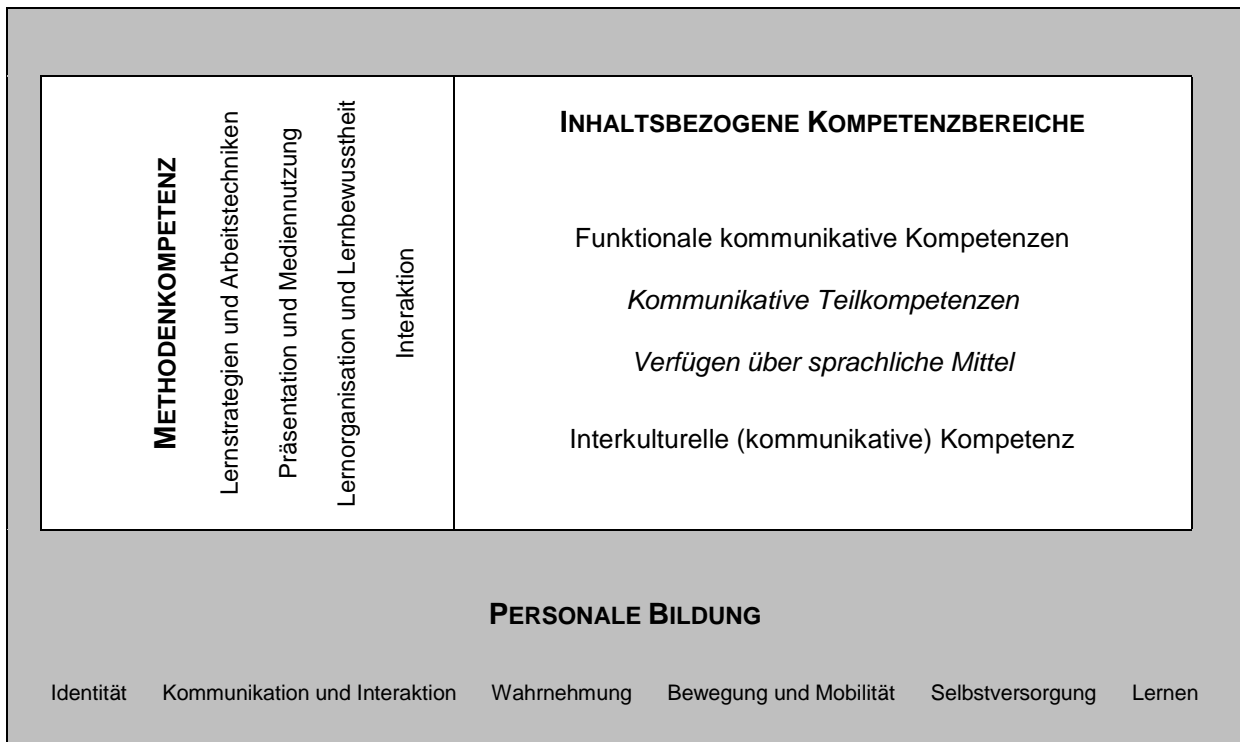 METHODENKOMPETENZ
Lernstrategien und Arbeitstechniken
Präsentation und Mediennutzung
Lernorganisation und Lernbewusstheit
Interaktion
INHALTSBEZOGENE KOMPETENZBEREICHE
Funktionale kommunikative Kompetenzen
Kommunikative Teilkompetenzen
Verfügen über sprachliche Mittel
Interkulturelle (kommunikative) Kompetenz
PERSONALE BILDUNG
Identität Kommunikation und Interaktion Wahrnehmung Bewegung und Mobilität Selbstversorgung Lernen